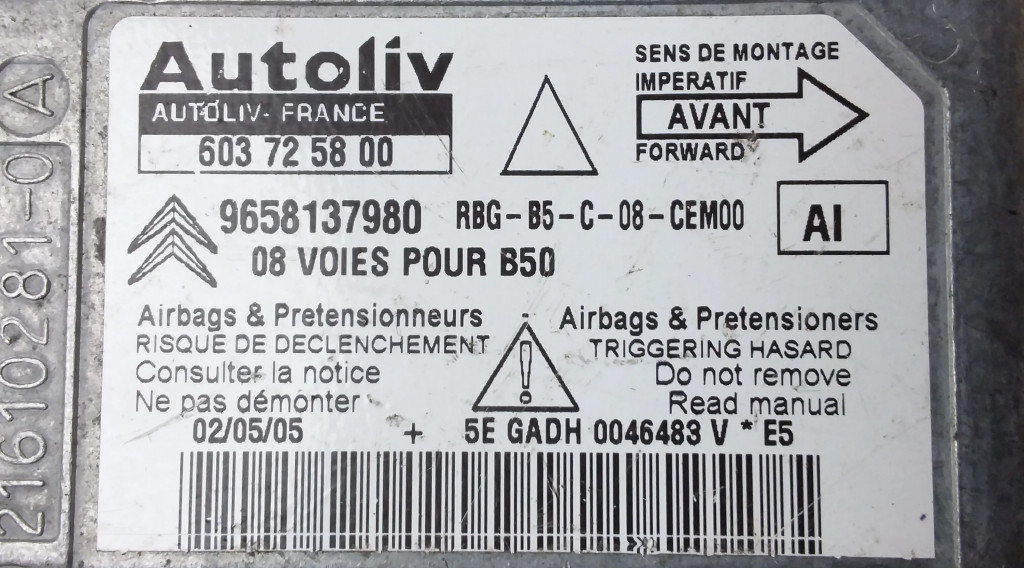 Autoliv
AUTOLIV- FRANCE
603 72 58 00
SENS DE MONTAGE
IMPERATIF
AVANT
FORWARD
9658137980 RBG-B5-C-08-CEM00
AI
08 VOIES POUR B50
Airbags & Pretensionneurs
RISQUE DE DECLENCHEMENT
Consulter la notice
Ne pas démonter
!
Airbags & Pretensioners
TRIGGERING HASARD
Do not remove
Read manual
02/05/05 + 5E GADH 0046483 V * E5
21610281-0 A